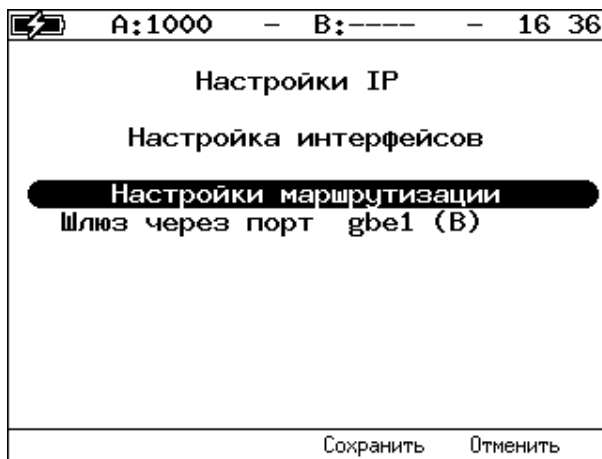 A:1000 – B:---- – 16 36
Настройки IP
Настройка интерфейсов
Настройки маршрутизации
Шлюз через порт gbe1 (B)
Сохранить Отменить